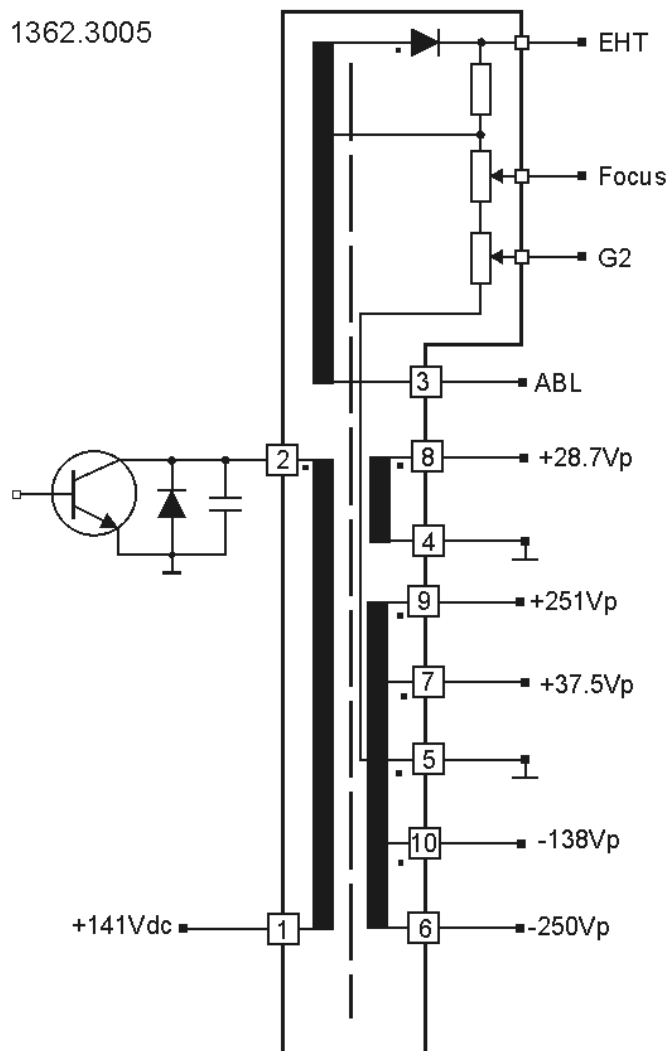 1362.3005
EHT
Focus
G2
3 ABL
2
8 +28.7Vp
4
9 +251Vp
7 +37.5Vp
5
10 -138Vp
+141Vdc 1
6 -250Vp